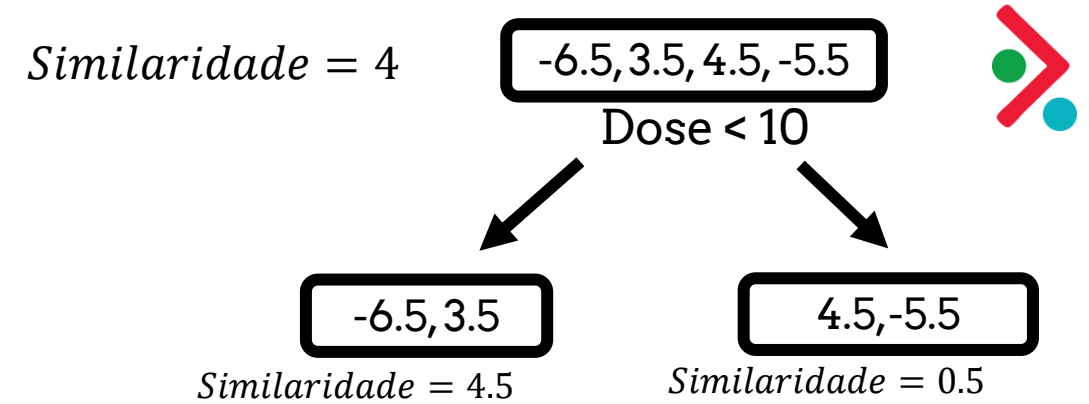 Similaridade = 4
-6.5, 3.5, 4.5, -5.5
Dose < 10
-6.5, 3.5
4.5,-5.5
Similaridade = 4.5
Similaridade = 0.5